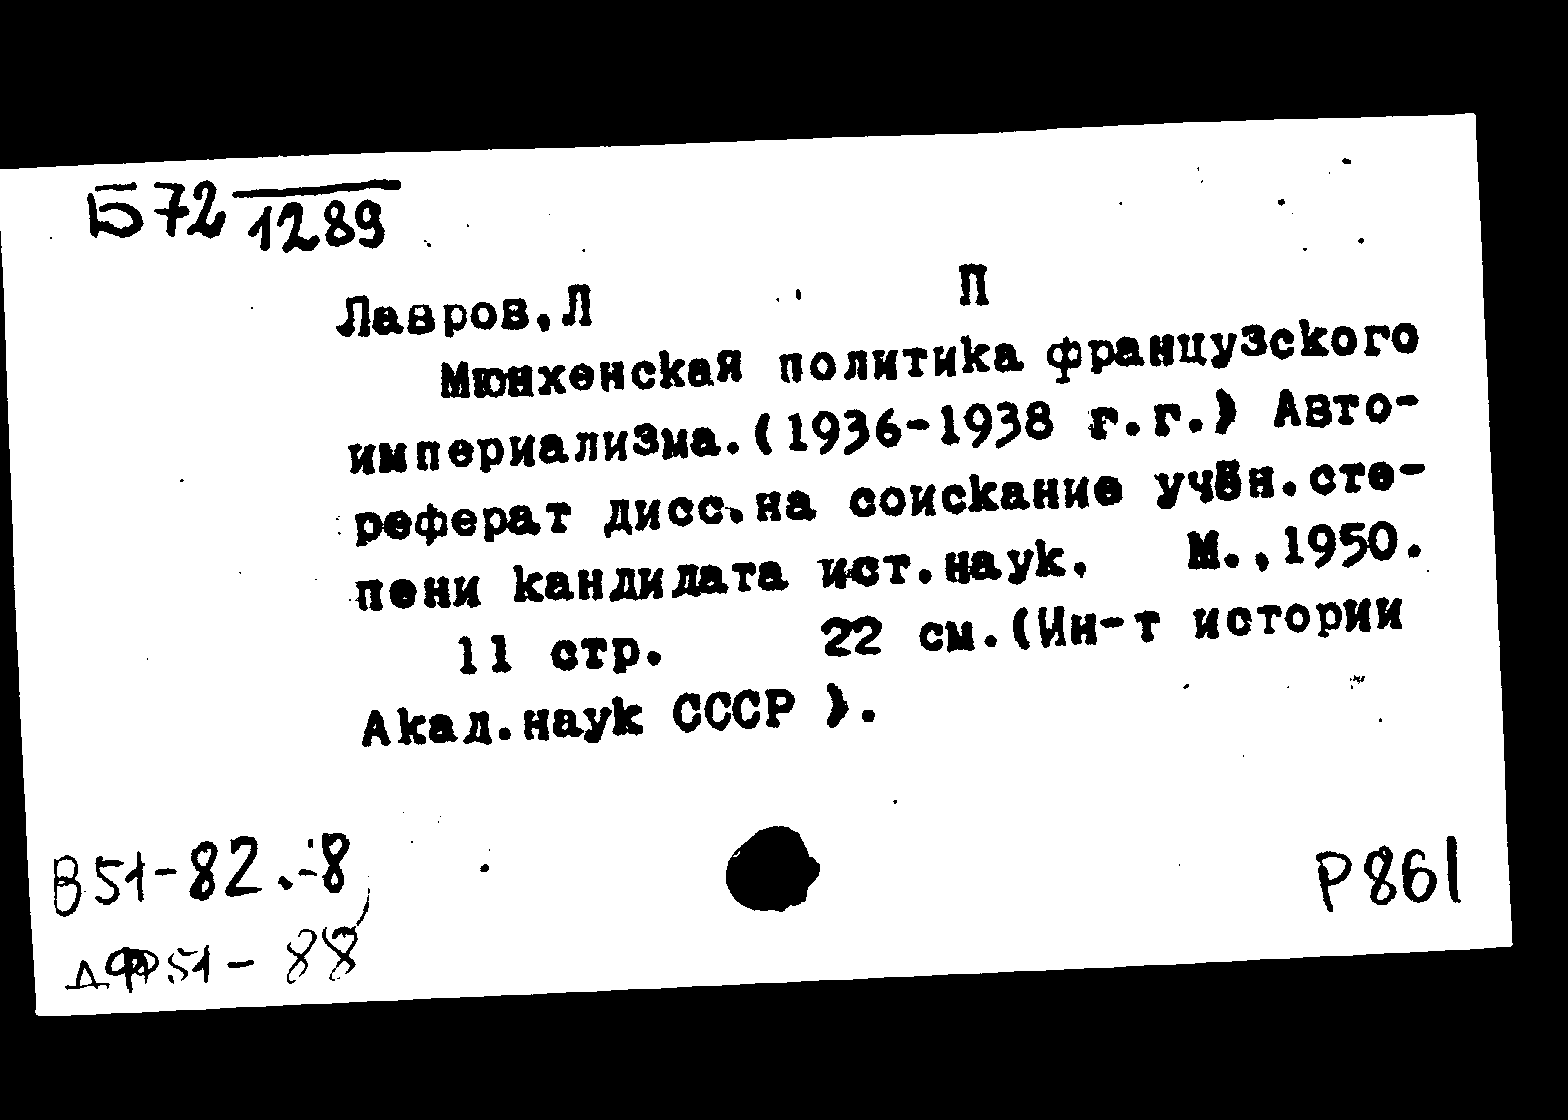 Б72 1289
Лавров,Л П
Мюнхенская политика французского
империализма.(1936-1938 г.г.) Авто-
реферат дисс.на соискание учён.сте-
пени кандидата ист.наук. М.,1950.
11 стр. 22 см.(Ин-т истории
Акад.наук СССР ).
В51-82.-8
ДФ51-88
Р861